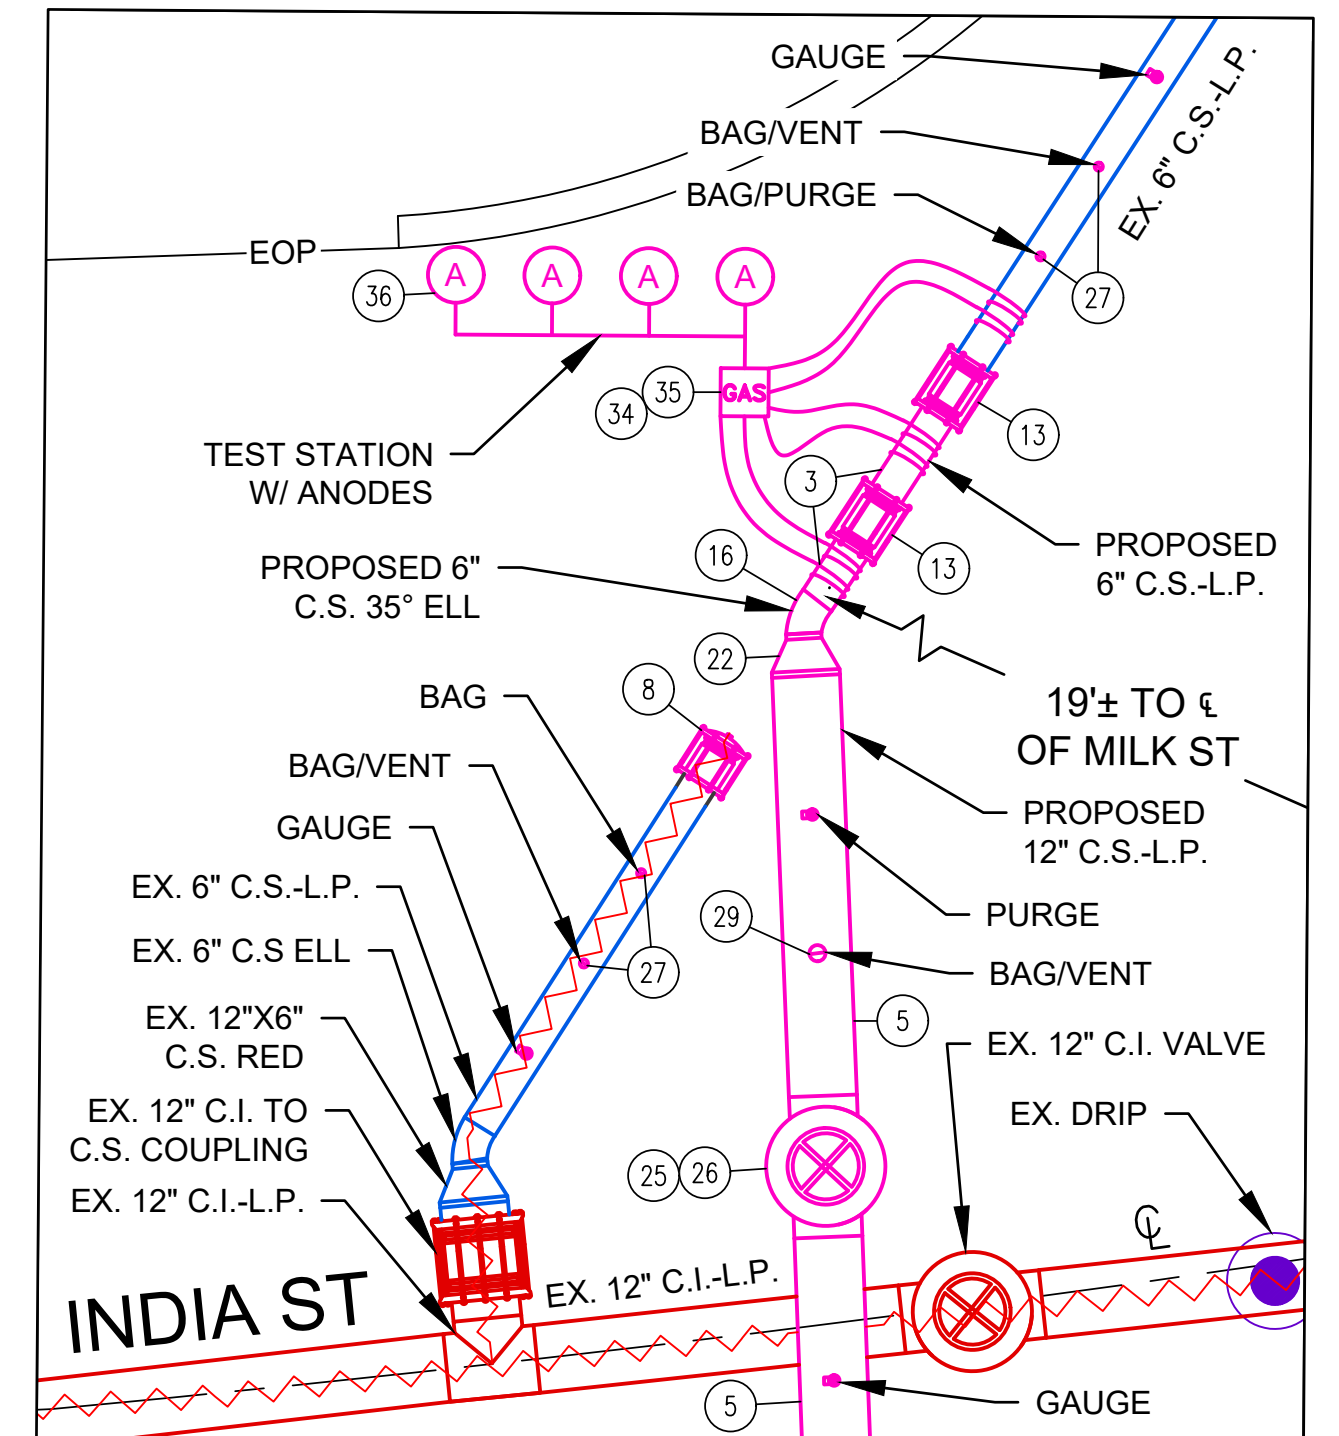 GAUGE
BAG/VENT
BAG/PURGE
EX. 6" C.S.-L.P.
EOP
A A A A
36
27
GAS
35
34
13
TEST STATION
W/ ANODES
3
PROPOSED
6" C.S.-L.P.
16
13
PROPOSED 6"
C.S. 35° ELL
22
8
BAG
19'± TO ℄
OF MILK ST
BAG/VENT
PROPOSED
12" C.S.-L.P.
GAUGE
EX. 6" C.S.-L.P.
29
PURGE
EX. 6" C.S ELL
27
BAG/VENT
EX. 12"X6"
C.S. RED
5
EX. 12" C.I. VALVE
EX. 12" C.I. TO
C.S. COUPLING
EX. DRIP
25 26
EX. 12" C.I.-L.P.
℄
INDIA ST
EX. 12" C.I.-L.P.
5
GAUGE